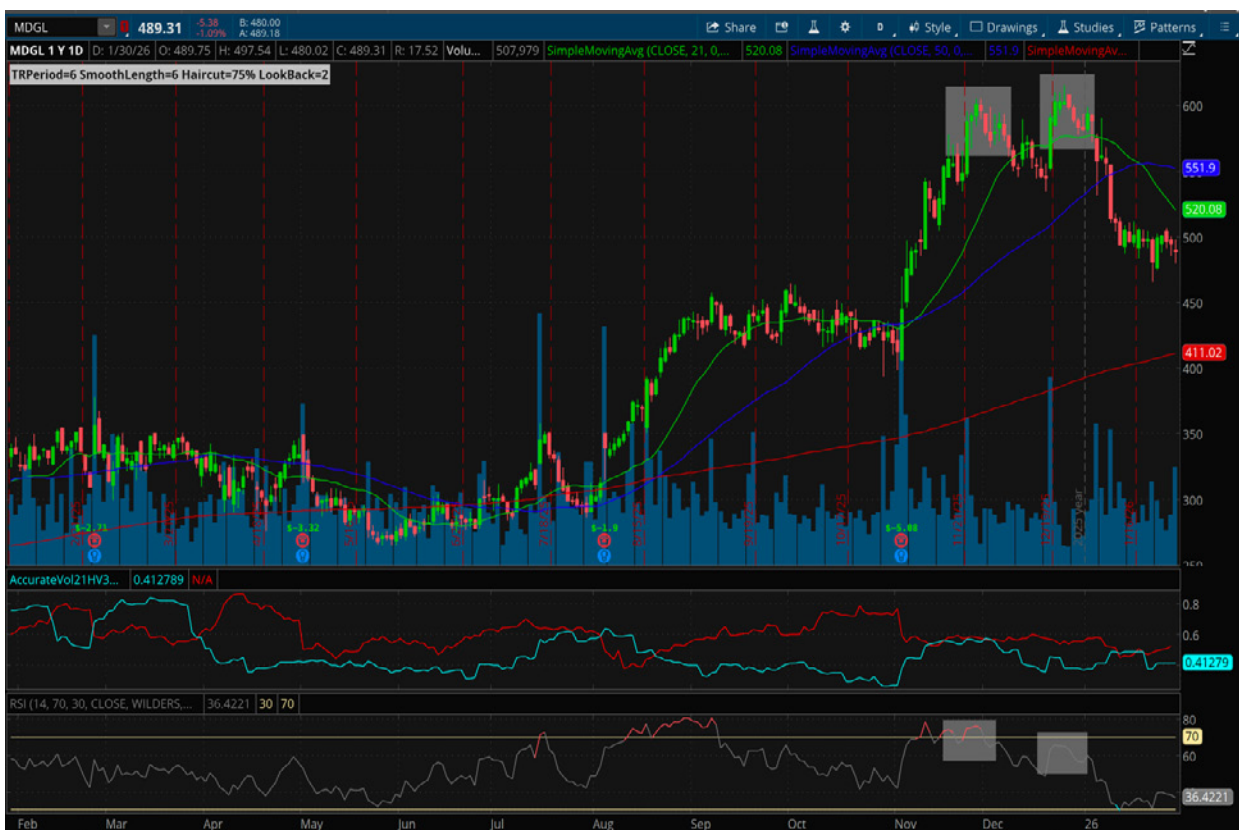 MDGL 489.31 -5.38 B: 480.00 Share D Style Drawings Studies Patterns
-1.09% A: 489.18
MDGL 1 Y 1D D: 1/30/26 O: 489.75 H: 497.54 L: 480.02 C: 489.31 R: 17.52 Volu... 507,979 SimpleMovingAvg (CLOSE, 21, 0,... 520.08 SimpleMovingAvg (CLOSE, 50, 0,... 551.9 SimpleMovingAv...
TRPeriod=6 SmoothLength=6 Haircut=75% LookBack=2
600
551.9
520.08
500
450
411.02
400
350
300
2025 year
$-2.71 $-3.32 $-1.9 $-5.08
AccurateVol21HV3... 0.412789 N/A
0.8
0.6
0.41279
RSI (14, 70, 30, CLOSE, WILDERS,... 36.4221 30 70
80
70
60
36.4221
Feb Mar Apr May Jun Jul Aug Sep Oct Nov Dec 26